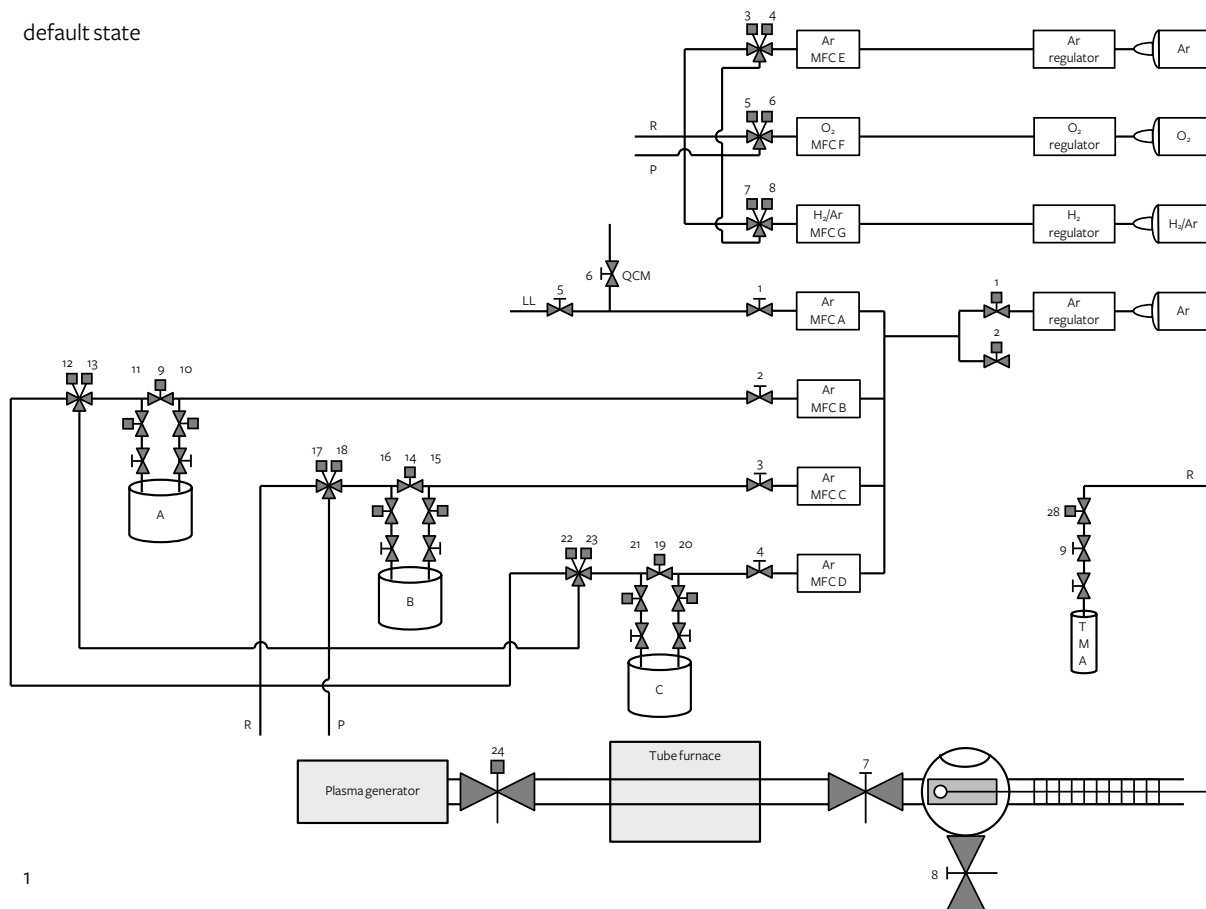 default state
3 4
Ar
MFC E
Ar
regulator
Ar
5 6
R
O₂
MFC F
O₂
regulator
O₂
P
7 8
H₂/Ar
MFC G
H₂
regulator
H₂/Ar
6
QCM
LL
5
1
Ar
MFC A
1
Ar
regulator
Ar
2
12 13
11 9 10
2
Ar
MFC B
A
17 18
16 14 15
3
Ar
MFC C
R
28
B
22 23
21 19 20
4
Ar
MFC D
9
T
M
A
C
R
P
24
Plasma generator
Tube furnace
7
8
1